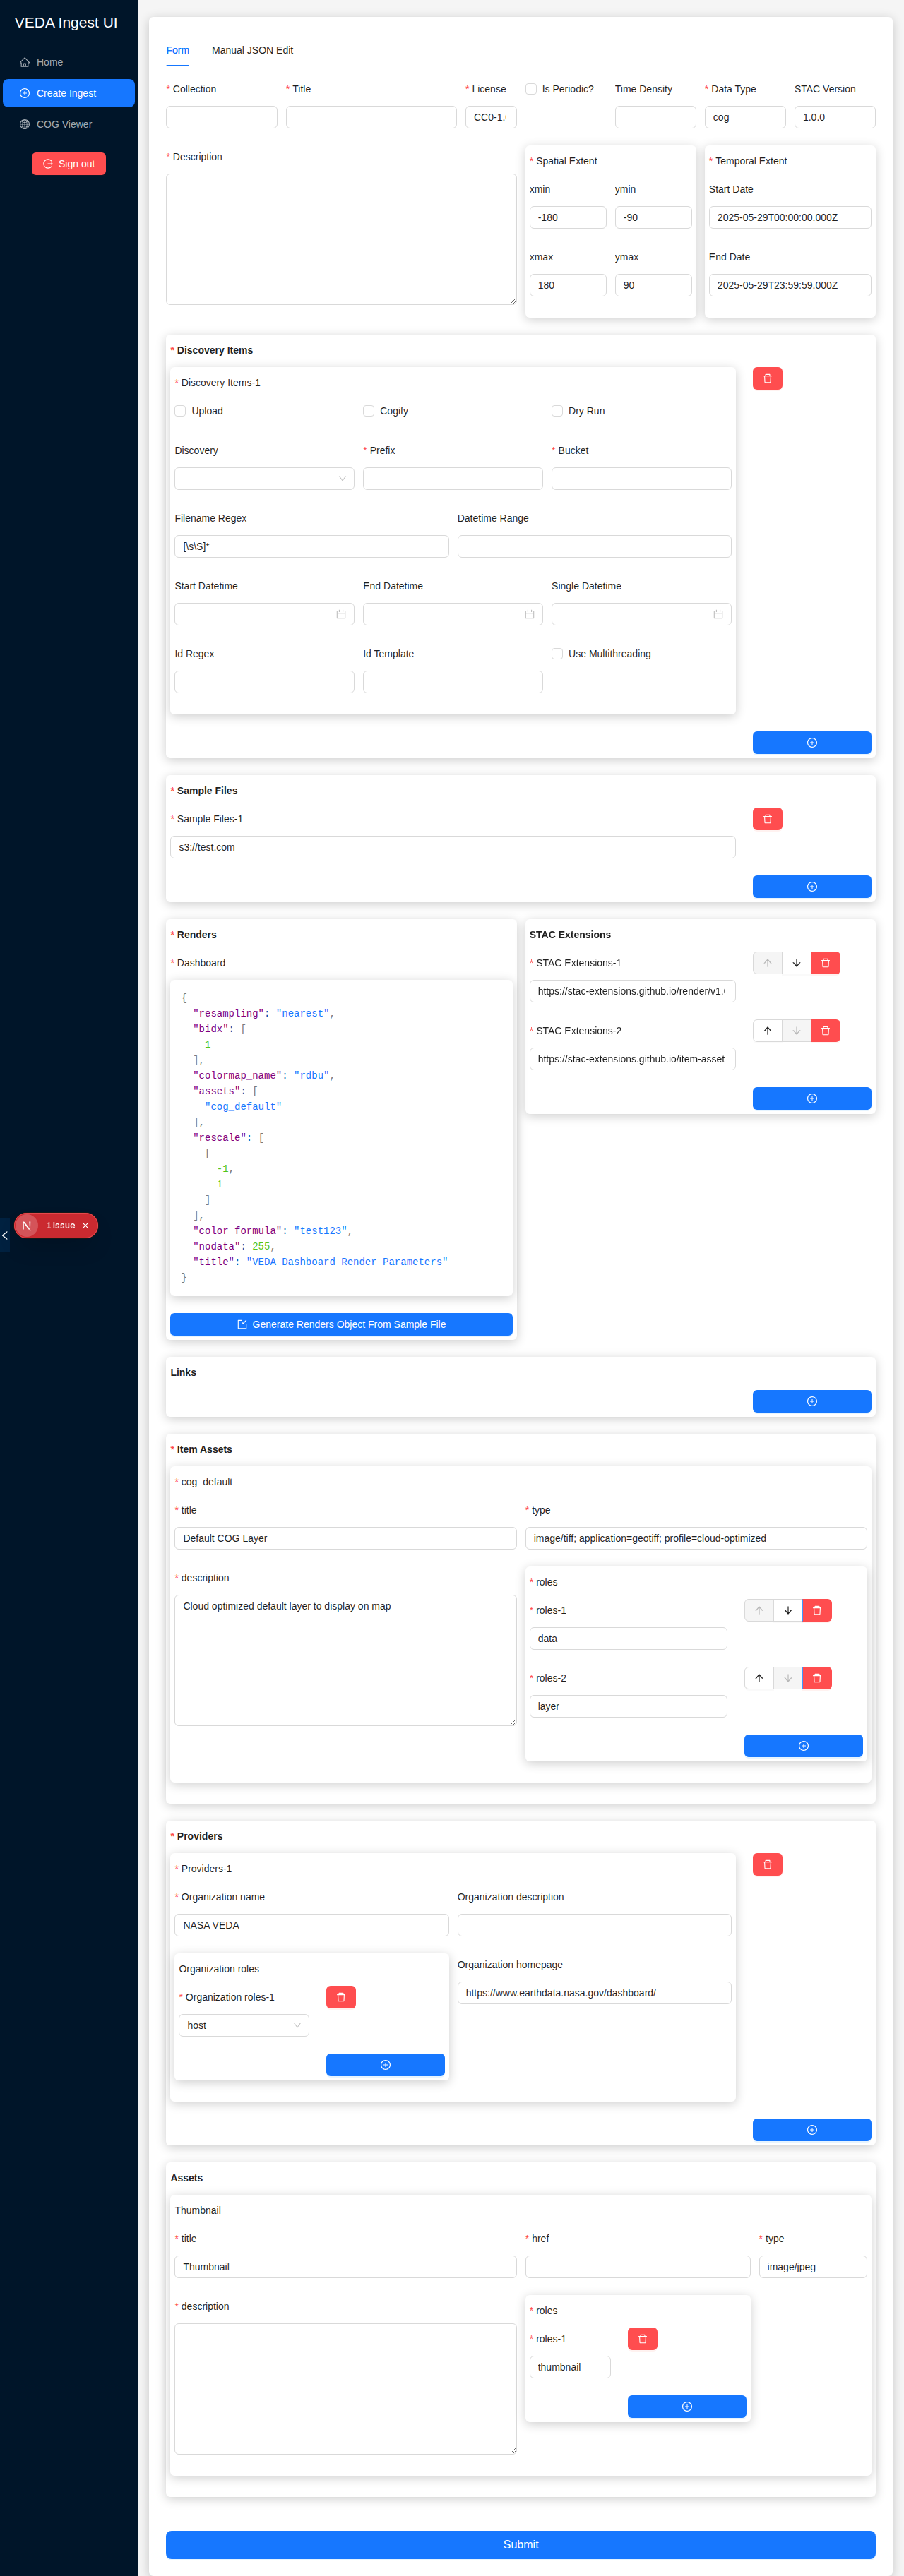 VEDA Ingest UI
Home
Create Ingest
COG Viewer
Sign out
1 Issue
Form
Manual JSON Edit
* Collection
* Title
* License
Is Periodic?
Time Density
* Data Type
STAC Version
CC0-1.
cog
1.0.0
* Description
* Spatial Extent
xmin
ymin
-180
-90
xmax
ymax
180
90
* Temporal Extent
Start Date
2025-05-29T00:00:00.000Z
End Date
2025-05-29T23:59:59.000Z
* Discovery Items
* Discovery Items-1
Upload
Cogify
Dry Run
Discovery
* Prefix
* Bucket
Filename Regex
Datetime Range
[\s\S]*
Start Datetime
End Datetime
Single Datetime
Id Regex
Id Template
Use Multithreading
* Sample Files
* Sample Files-1
s3://test.com
* Renders
* Dashboard
{
"resampling": "nearest",
"bidx": [
1
],
"colormap_name": "rdbu",
"assets": [
"cog_default"
],
"rescale": [
[
-1,
1
]
],
"color_formula": "test123",
"nodata": 255,
"title": "VEDA Dashboard Render Parameters"
}
Generate Renders Object From Sample File
STAC Extensions
* STAC Extensions-1
https://stac-extensions.github.io/render/v1.
* STAC Extensions-2
https://stac-extensions.github.io/item-asset
Links
* Item Assets
* cog_default
* title
* type
Default COG Layer
image/tiff; application=geotiff; profile=cloud-optimized
* description
Cloud optimized default layer to display on map
* roles
* roles-1
data
* roles-2
layer
* Providers
* Providers-1
* Organization name
Organization description
NASA VEDA
Organization roles
* Organization roles-1
host
Organization homepage
https://www.earthdata.nasa.gov/dashboard/
Assets
Thumbnail
* title
* href
* type
Thumbnail
image/jpeg
* description
* roles
* roles-1
thumbnail
Submit